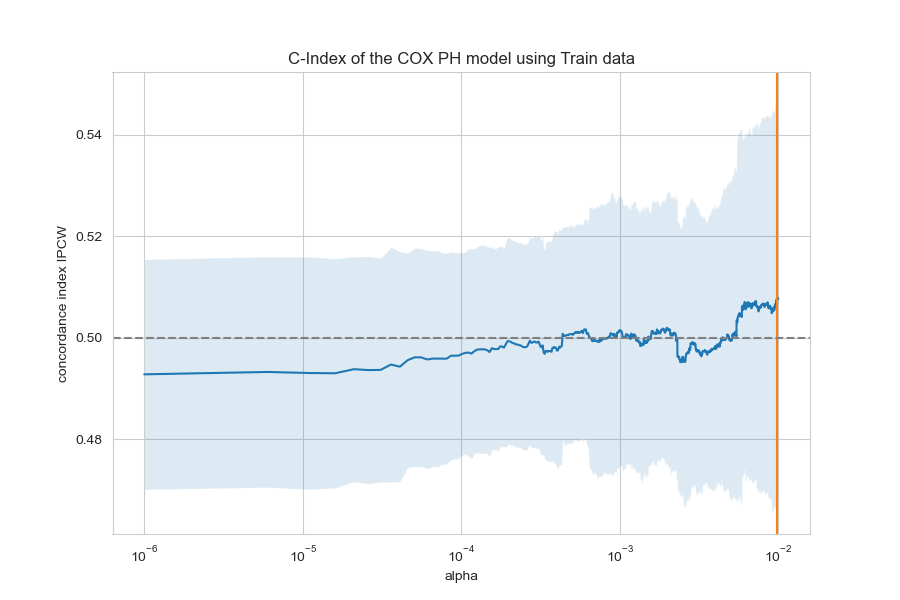 C-Index of the COX PH model using Train data
concordance index IPCW
0.54
0.52
0.50
0.48
10⁻⁶ 10⁻⁵ 10⁻⁴ 10⁻³ 10⁻²
alpha